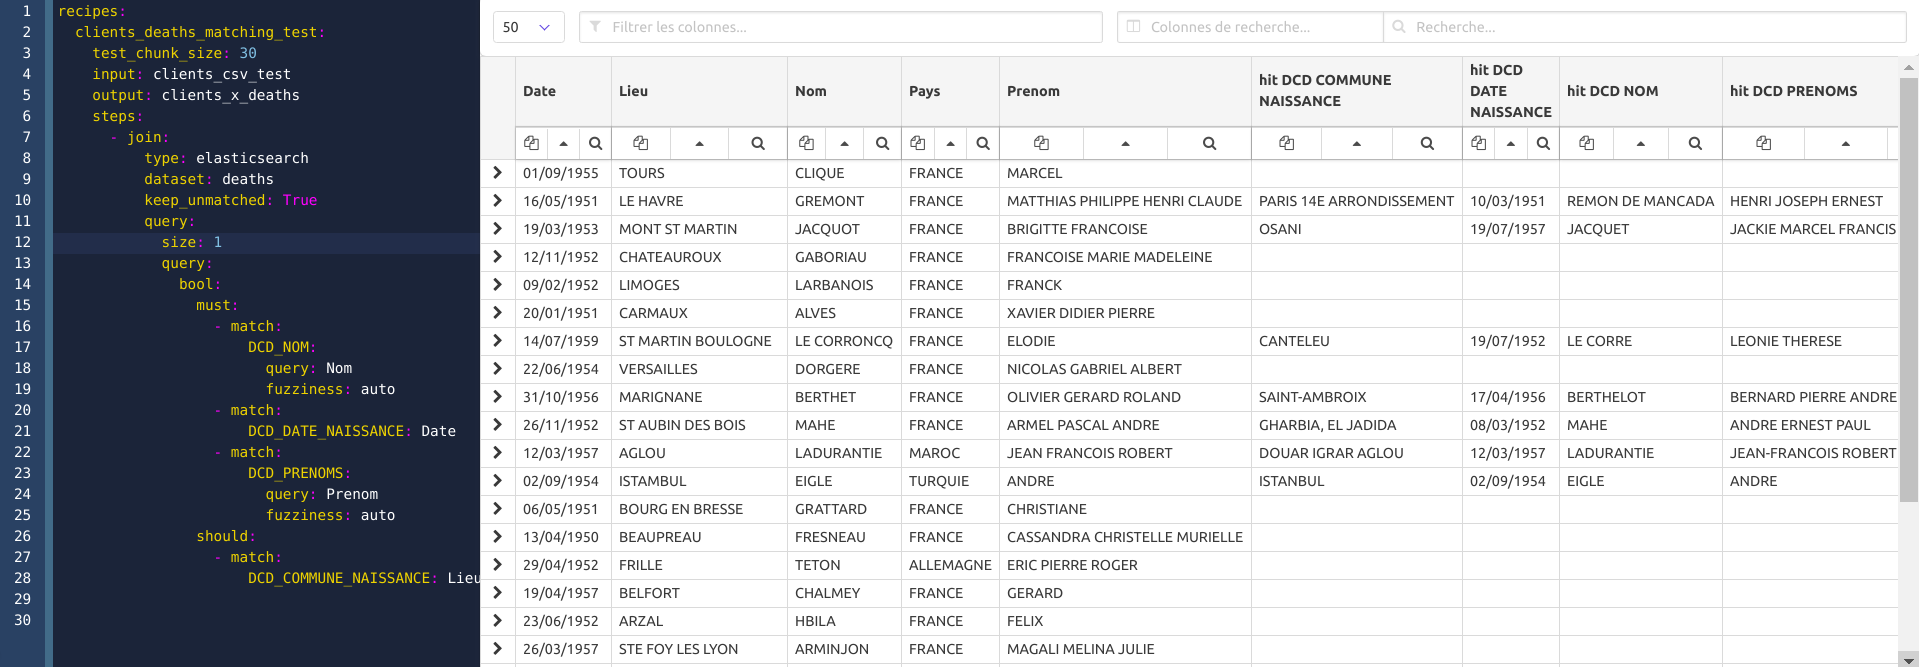 1 recipes:
2 clients_deaths_matching_test:
3 test_chunk_size: 30
4 input: clients_csv_test
5 output: clients_x_deaths
6 steps:
7 - join:
8 type: elasticsearch
9 dataset: deaths
10 keep_unmatched: True
11 query:
12 size: 1
13 query:
14 bool:
15 must:
16 - match:
17 DCD_NOM:
18 query: Nom
19 fuzziness: auto
20 - match:
21 DCD_DATE_NAISSANCE: Date
22 - match:
23 DCD_PRENOMS:
24 query: Prenom
25 fuzziness: auto
26 should:
27 - match:
28 DCD_COMMUNE_NAISSANCE: Lieu
29
30
50 Filtrer les colonnes... Colonnes de recherche... Recherche...
Date Lieu Nom Pays Prenom hit DCD COMMUNE NAISSANCE hit DCD DATE NAISSANCE hit DCD NOM hit DCD PRENOMS
01/09/1955 TOURS CLIQUE FRANCE MARCEL
16/05/1951 LE HAVRE GREMONT FRANCE MATTHIAS PHILIPPE HENRI CLAUDE PARIS 14E ARRONDISSEMENT 10/03/1951 REMON DE MANCADA HENRI JOSEPH ERNEST
19/03/1953 MONT ST MARTIN JACQUOT FRANCE BRIGITTE FRANCOISE OSANI 19/07/1957 JACQUET JACKIE MARCEL FRANCIS
12/11/1952 CHATEAUROUX GABORIAU FRANCE FRANCOISE MARIE MADELEINE
09/02/1952 LIMOGES LARBANOIS FRANCE FRANCK
20/01/1951 CARMAUX ALVES FRANCE XAVIER DIDIER PIERRE
14/07/1959 ST MARTIN BOULOGNE LE CORRONCQ FRANCE ELODIE CANTELEU 19/07/1952 LE CORRE LEONIE THERESE
22/06/1954 VERSAILLES DORGERE FRANCE NICOLAS GABRIEL ALBERT
31/10/1956 MARIGNANE BERTHET FRANCE OLIVIER GERARD ROLAND SAINT-AMBROIX 17/04/1956 BERTHELOT BERNARD PIERRE ANDRE
26/11/1952 ST AUBIN DES BOIS MAHE FRANCE ARMEL PASCAL ANDRE GHARBIA, EL JADIDA 08/03/1952 MAHE ANDRE ERNEST PAUL
12/03/1957 AGLOU LADURANTIE MAROC JEAN FRANCOIS ROBERT DOUAR IGRAR AGLOU 12/03/1957 LADURANTIE JEAN-FRANCOIS ROBERT
02/09/1954 ISTAMBUL EIGLE TURQUIE ANDRE ISTANBUL 02/09/1954 EIGLE ANDRE
06/05/1951 BOURG EN BRESSE GRATTARD FRANCE CHRISTIANE
13/04/1950 BEAUPREAU FRESNEAU FRANCE CASSANDRA CHRISTELLE MURIELLE
29/04/1952 FRILLE TETON ALLEMAGNE ERIC PIERRE ROGER
19/04/1957 BELFORT CHALMEY FRANCE GERARD
23/06/1952 ARZAL HBILA FRANCE FELIX
26/03/1957 STE FOY LES LYON ARMINJON FRANCE MAGALI MELINA JULIE